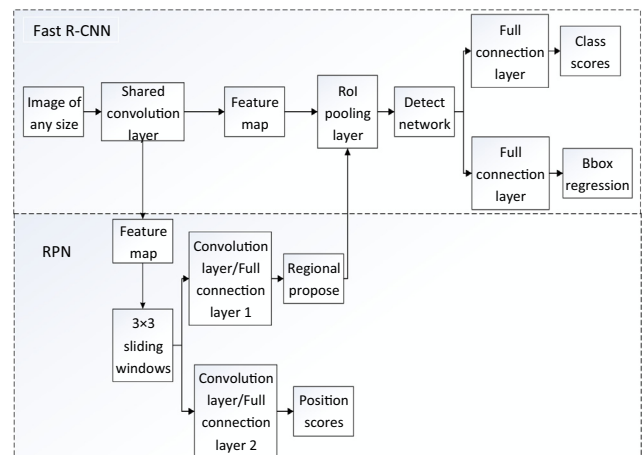 Fast R-CNN
Image of
any size
Shared
convolution
layer
Feature
map
RoI
pooling
layer
Detect
network
Full
connection
layer
Class
scores
Full
connection
layer
Bbox
regression
RPN
Feature
map
3×3
sliding
windows
Convolution
layer/Full
connection
layer 1
Regional
propose
Convolution
layer/Full
connection
layer 2
Position
scores